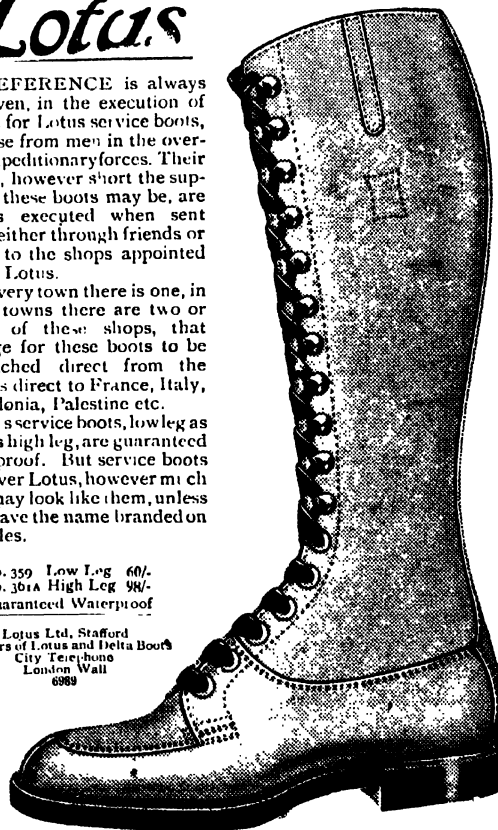 Lotus
EFERENCE is always
ven, in the execution of
for Lotus service boots,
se from men in the over-
peditionary forces. Their
, however short the sup-
these boots may be, are
s executed when sent
either through friends or
to the shops appointed
Lotus.
very town there is one, in
towns there are two or
of these shops, that
ge for these boots to be
ched direct from the
s direct to France, Italy,
lonia, Palestine etc.
s service boots, low leg as
s high leg, are guaranteed
proof. But service boots
ver Lotus, however much
may look like them, unless
ave the name branded on
les.
o. 359 Low Leg 60/-
o. 361A High Leg 98/-
uaranteed Waterproof
Lotus Ltd, Stafford
rs of Lotus and Delta Boots
City Telephone
London Wall
6989